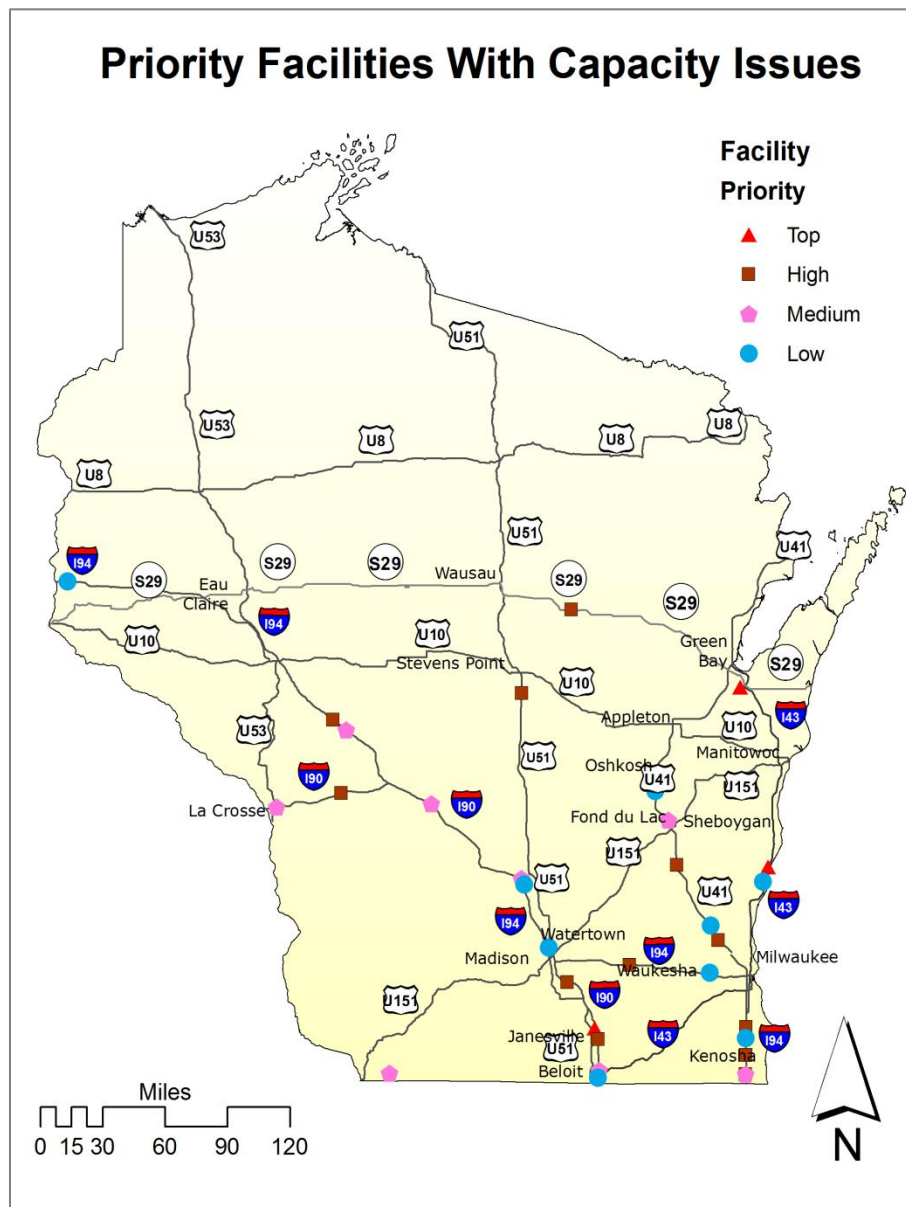 Priority Facilities With Capacity Issues
Facility
Priority
Top
High
Medium
Low
U53
U51
U53
U8
U8
U8
U8
U51
U41
I94
S29
Eau
Claire
S29
S29
Wausau
S29
S29
I94
U10
U10
Stevens Point
Green
Bay
S29
U10
Appleton
I43
U10
Manitowoc
U53
U51
Oshkosh
I90
U41
U151
La Crosse
I90
Fond du Lac
Sheboygan
U151
U51
U41
I43
I94
Watertown
Madison
I94
Waukesha
Milwaukee
U151
I90
Janesville
U51
I43
I94
Kenosha
Beloit
Miles
0 15 30 60 90 120
N